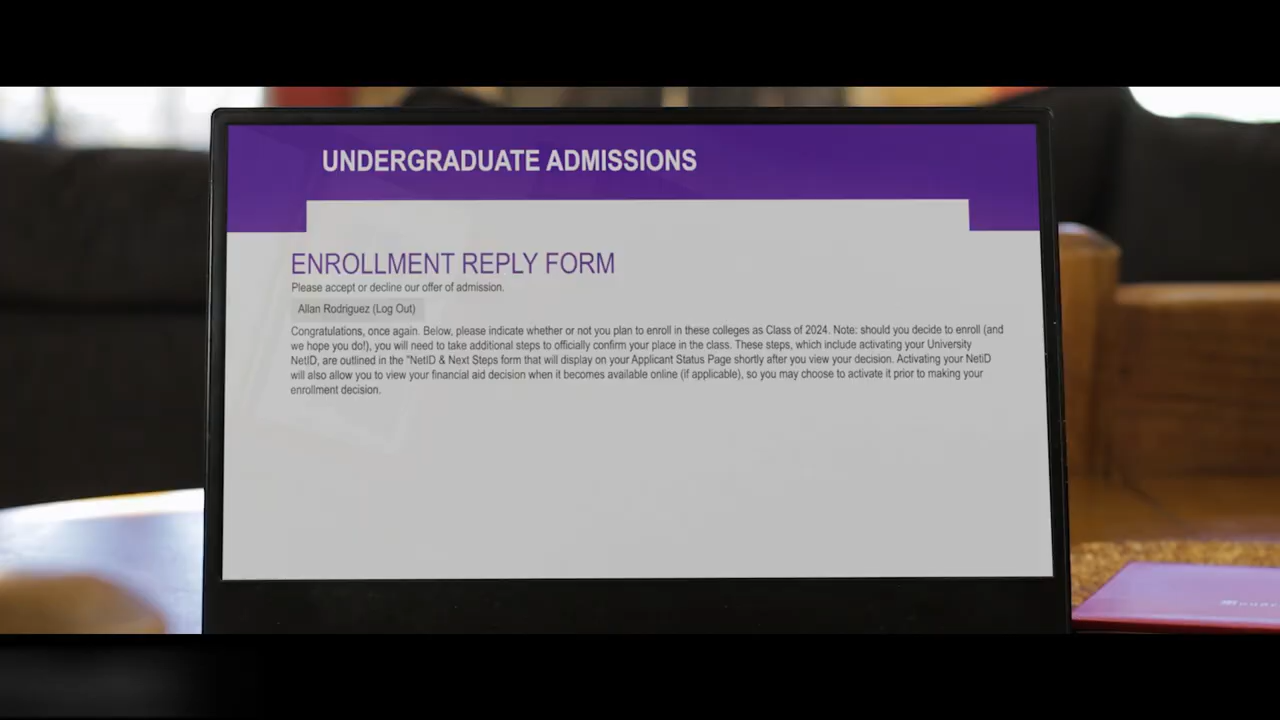 UNDERGRADUATE ADMISSIONS
ENROLLMENT REPLY FORM
Please accept or decline our offer of admission.
Allan Rodriguez (Log Out)
Congratulations, once again. Below, please indicate whether or not you plan to enroll in these colleges as Class of 2024. Note: should you decide to enroll (and
we hope you do!), you will need to take additional steps to officially confirm your place in the class. These steps, which include activating your University
NetID, are outlined in the "NetID & Next Steps form that will display on your Applicant Status Page shortly after you view your decision. Activating your NetiD
will also allow you to view your financial aid decision when it becomes available online (if applicable), so you may choose to activate it prior to making your
enrollment decision.